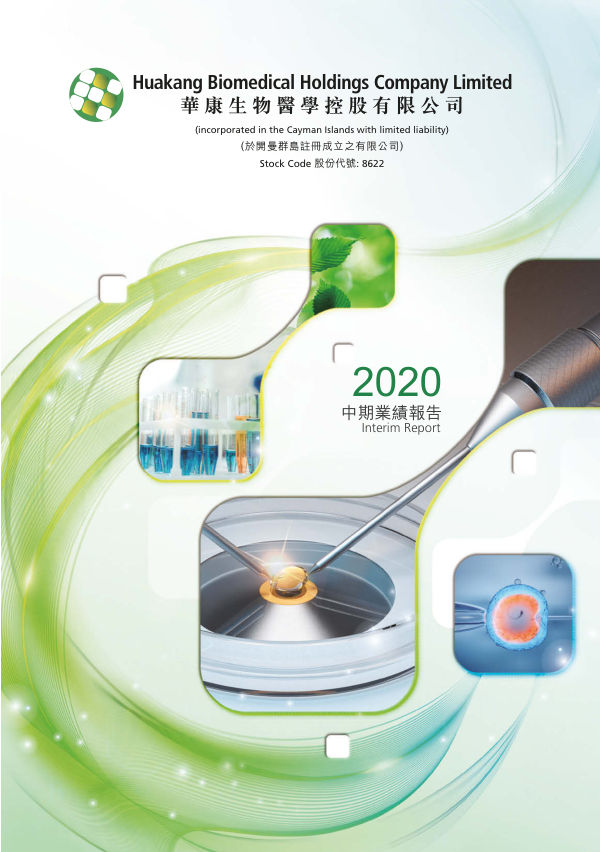 Huakang Biomedical Holdings Company Limited
華康生物醫學控股有限公司
(incorporated in the Cayman Islands with limited liability)
(於開曼群島註冊成立之有限公司)
Stock Code 股份代號: 8622
2020
中期業績報告
Interim Report